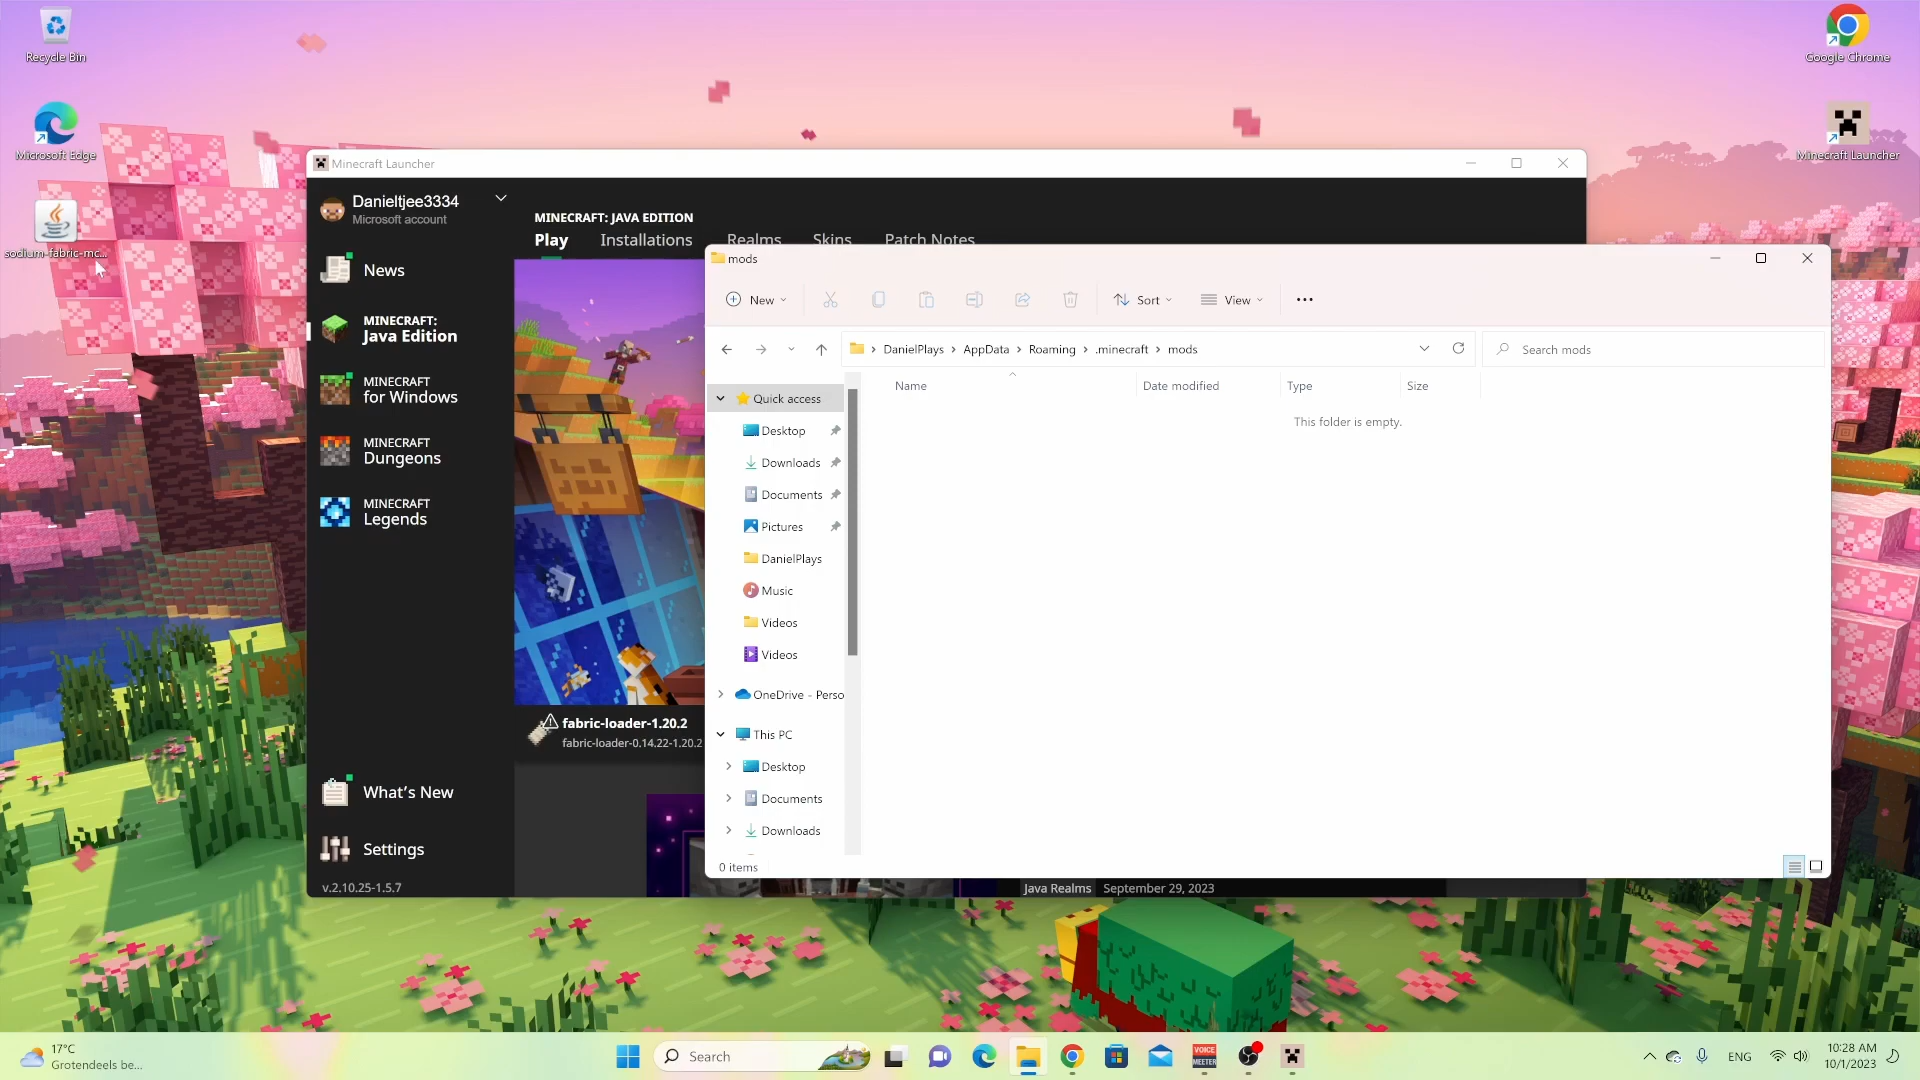 Recycle Bin
Microsoft Edge
sodium-fabric-mc...
Google Chrome
Minecraft Launcher
Minecraft Launcher
Danieltjee3334
Microsoft account
News
MINECRAFT:
Java Edition
MINECRAFT
for Windows
MINECRAFT
Dungeons
MINECRAFT
Legends
What's New
Settings
v.2.10.25-1.5.7
MINECRAFT: JAVA EDITION
Play Installations Realms Skins Patch Notes
fabric-loader-1.20.2
fabric-loader-0.14.22-1.20.2
Java Realms September 29, 2023
mods
New Sort View
DanielPlays AppData Roaming .minecraft mods
Search mods
Name Date modified Type Size
This folder is empty.
Quick access
Desktop
Downloads
Documents
Pictures
DanielPlays
Music
Videos
Videos
OneDrive - Perso
This PC
Desktop
Documents
Downloads
0 items
17°C
Grotendeels be...
Search
VOICE
MEETER
ENG
10:28 AM
10/1/2023